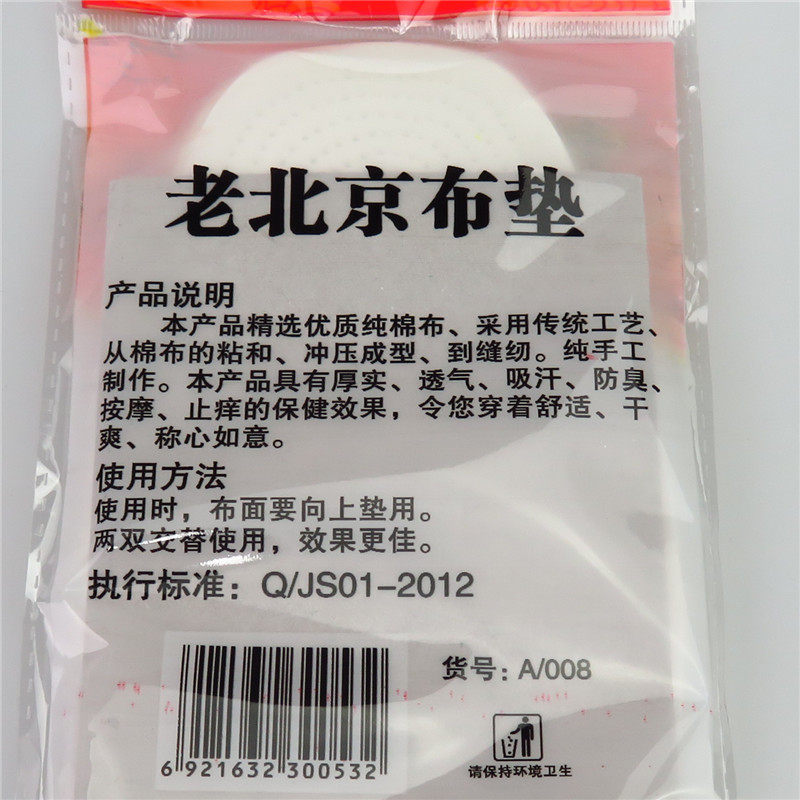 老北京布垫
产品说明
本产品精选优质纯棉布、采用传统工艺、
从棉布的粘和、冲压成型、到缝纫。纯手工
制作。本产品具有厚实、透气、吸汗、防臭、
按摩、止痒的保健效果，令您穿着舒适、干
爽、称心如意。
使用方法
使用时，布面要向上垫用。
两双交替使用，效果更佳。
执行标准：Q/JS01-2012
货号：A/008
6 921632 300532
请保持环境卫生